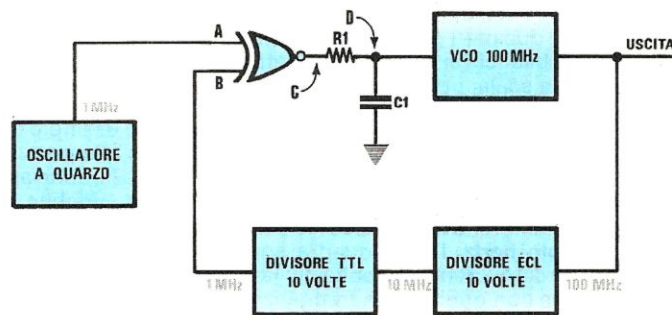 A
B
C
R1
D
C1
VCO 100 MHz
USCITA
1 MHz
OSCILLATORE
A QUARZO
1 MHz
DIVISORE TTL
10 VOLTE
10 MHz
DIVISORE ECL
10 VOLTE
100 MHz